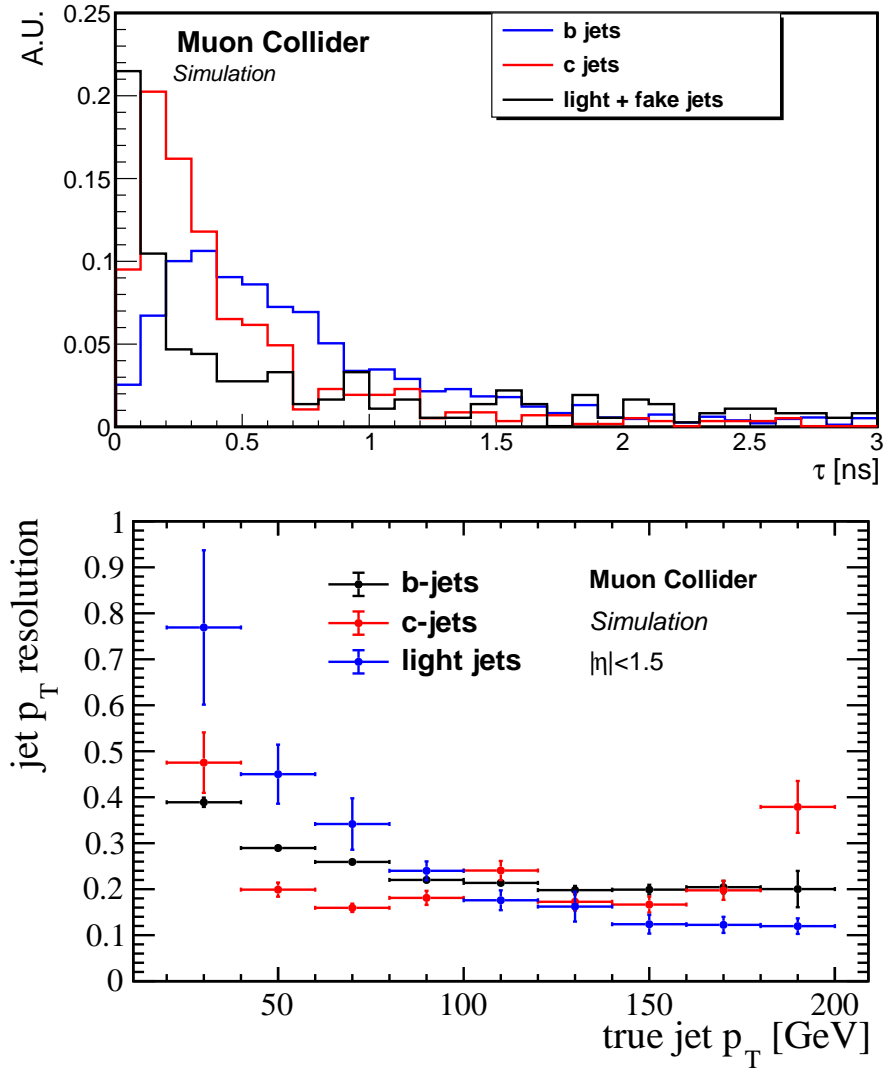 A.U.
0.25
0.2
0.15
0.1
0.05
0
Muon Collider
Simulation
b jets
c jets
light + fake jets
0 0.5 1 1.5 2 2.5 3
τ [ns]
jet p_T resolution
1
0.9
0.8
0.7
0.6
0.5
0.4
0.3
0.2
0.1
0
b-jets
c-jets
light jets
Muon Collider
Simulation
|η|<1.5
50 100 150 200
true jet p_T [GeV]